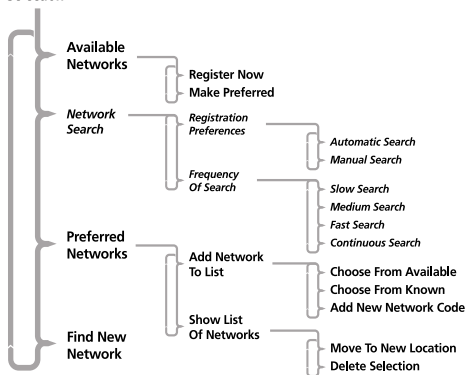 Available
Networks
Register Now
Make Preferred
Network
Search
Registration
Preferences
Automatic Search
Manual Search
Frequency
Of Search
Slow Search
Medium Search
Fast Search
Continuous Search
Preferred
Networks
Add Network
To List
Choose From Available
Choose From Known
Add New Network Code
Show List
Of Networks
Move To New Location
Delete Selection
Find New
Network